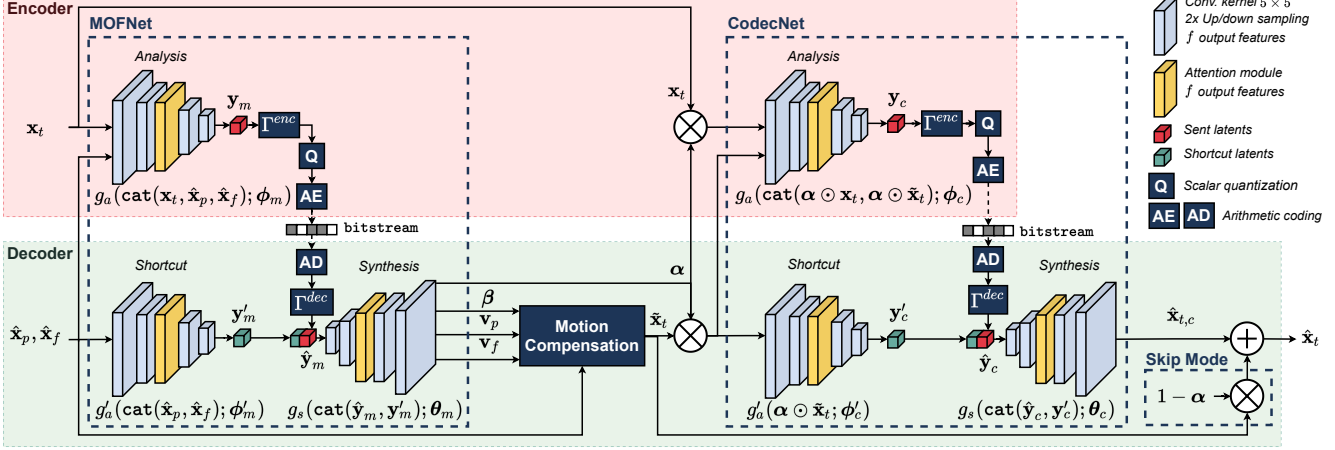 Encoder
MOFNet
CodecNet
Conv. kernel 5 × 5
2x Up/down sampling
f output features
Attention module
f output features
Sent latents
Shortcut latents
Q
Scalar quantization
AE
AD
Arithmetic coding
Analysis
y_m
Γ^{enc}
Q
AE
x_t
g_a(cat(x_t, x̂_p, x̂_f); ϕ_m)
bitstream
x_t
Analysis
y_c
Γ^{enc}
Q
AE
g_a(cat(α ⊙ x_t, α ⊙ x̃_t); ϕ_c)
bitstream
Decoder
Shortcut
AD
Γ^{dec}
Synthesis
x̂_p, x̂_f
y′_m
ŷ_m
g′_a(cat(x̂_p, x̂_f); ϕ′_m)
g_s(cat(ŷ_m, y′_m); θ_m)
α
β
v_p
v_f
Motion
Compensation
x̃_t
Shortcut
AD
Γ^{dec}
Synthesis
y′_c
ŷ_c
g′_a(α ⊙ x̃_t; ϕ′_c)
g_s(cat(ŷ_c, y′_c); θ_c)
x̂_{t,c}
x̂_t
Skip Mode
1 − α